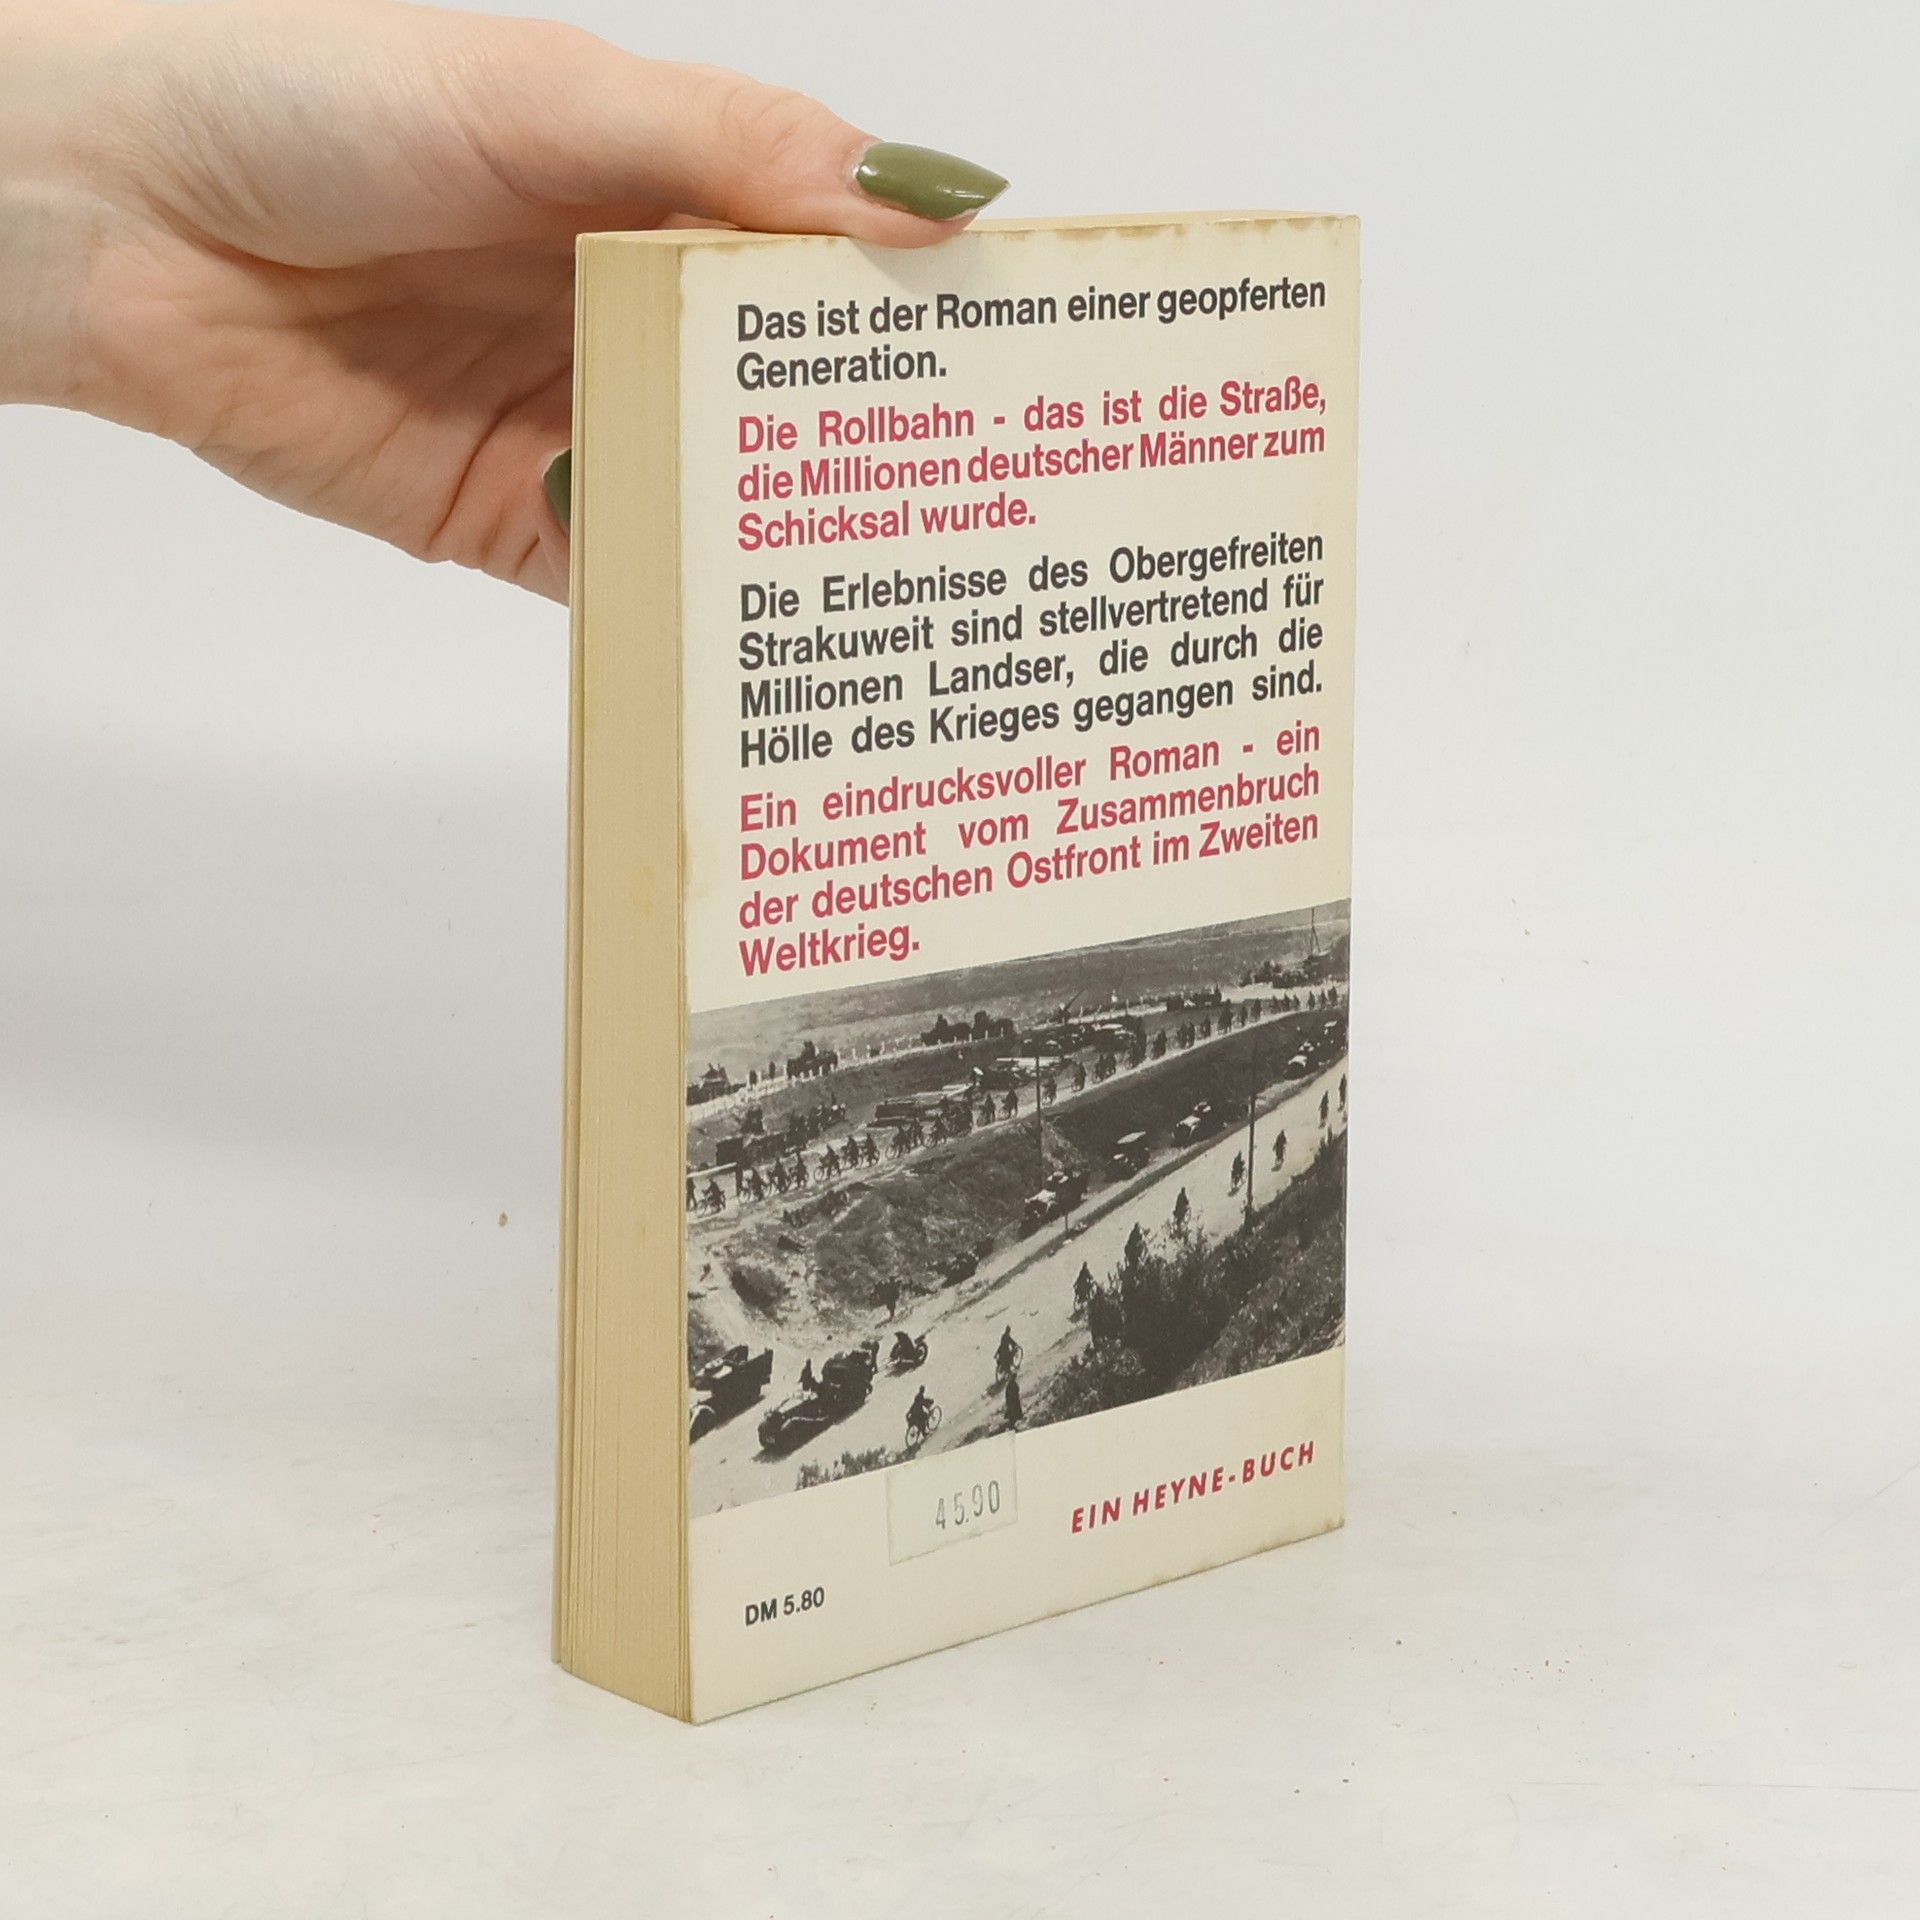 Das ist der Roman einer geopferten
Generation.
Die Rollbahn - das ist die Straße,
die Millionen deutscher Männer zum
Schicksal wurde.
Die Erlebnisse des Obergefreiten
Strakuweit sind stellvertretend für
Millionen Landser, die durch die
Hölle des Krieges gegangen sind.
Ein eindrucksvoller Roman - ein
Dokument vom Zusammenbruch
der deutschen Ostfront im Zweiten
Weltkrieg.
45.90
EIN HEYNE-BUCH
DM 5.80